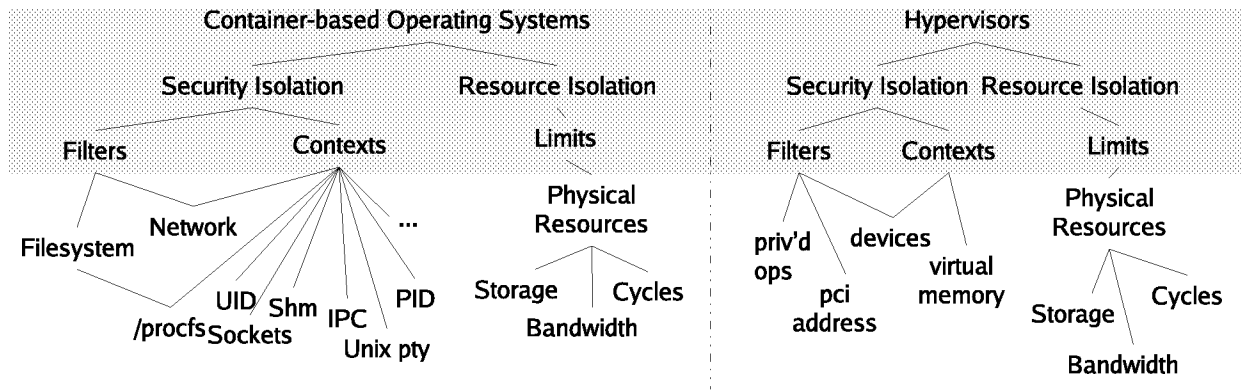 Container-based Operating Systems
Security Isolation
Resource Isolation
Filters
Contexts
Limits
Filesystem
Network
...
/procfs
UID
Sockets
Shm
IPC
Unix pty
PID
Physical
Resources
Storage
Bandwidth
Cycles
Hypervisors
Security Isolation
Resource Isolation
Filters
Contexts
Limits
priv'd
ops
pci
address
devices
virtual
memory
Physical
Resources
Storage
Bandwidth
Cycles